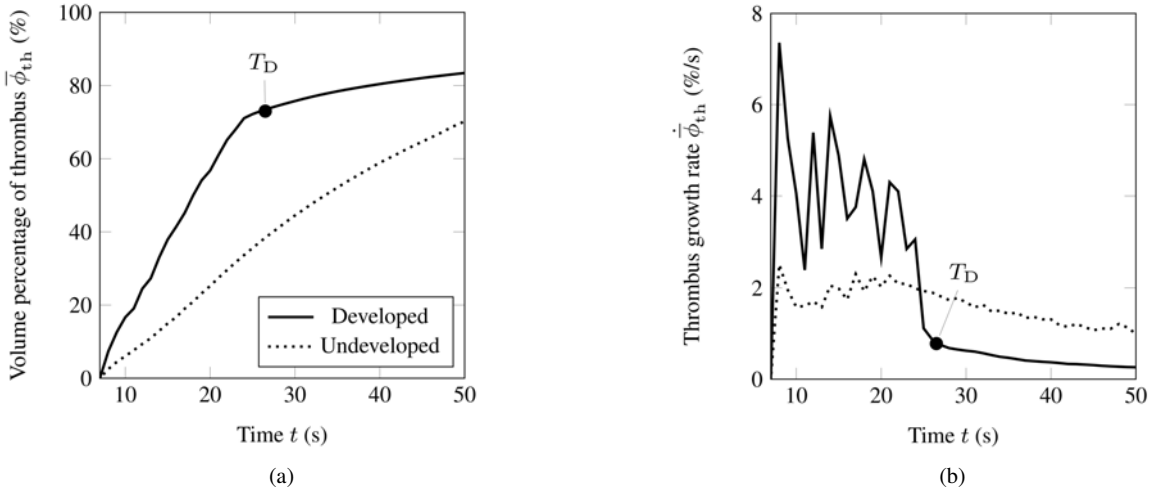 Volume percentage of thrombus φ̅th (%)
100
80
60
40
20
0
TD
Developed
Undeveloped
10 20 30 40 50
Time t (s)
(a)
Thrombus growth rate φ̅̇th (%/s)
8
6
4
2
0
TD
10 20 30 40 50
Time t (s)
(b)